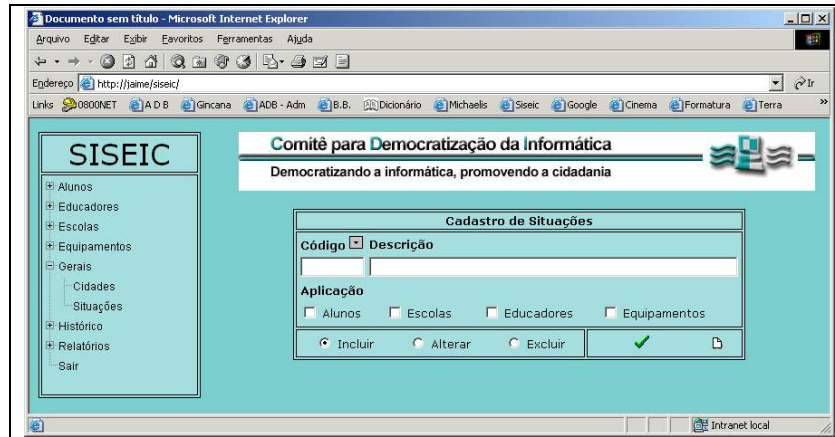 Documento sem título - Microsoft Internet Explorer
Arquivo Editar Exibir Favoritos Ferramentas Ajuda
Endereço http://jaime/siseic/ Ir
Links 0800NET A D B Gincana ADB - Adm B.B. Dicionário Michaelis Siseic Google Cinema Formatura Terra »
SISEIC
Alunos
Educadores
Escolas
Equipamentos
Gerais
Cidades
Situações
Histórico
Relatórios
Sair
Comitê para Democratização da Informática
Democratizando a informática, promovendo a cidadania
Cadastro de Situações
Código Descrição
Aplicação
Alunos Escolas Educadores Equipamentos
Incluir Alterar Excluir
Intranet local